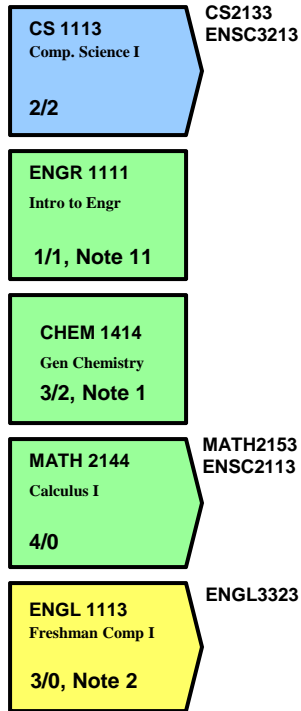 CS 1113
Comp. Science I
2/2
CS2133
ENSC3213
ENGR 1111
Intro to Engr
1/1, Note 11
CHEM 1414
Gen Chemistry
3/2, Note 1
MATH 2144
Calculus I
4/0
MATH2153
ENSC2113
ENGL 1113
Freshman Comp I
3/0, Note 2
ENGL3323